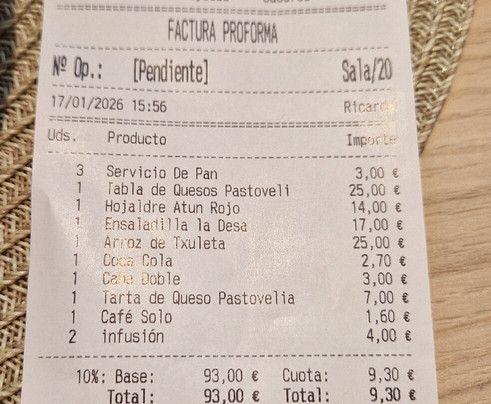 FACTURA PROFORMA
Nº Op.: [Pendiente] Sala/20
17/01/2026 15:56 Ricard
Uds. Producto Importe
3 Servicio De Pan 3,00 €
1 Tabla de Quesos Pastoveli 25,00 €
1 Hojaldre Atun Rojo 14,00 €
1 Ensaladilla la Desa 17,00 €
1 Arroz de Txuleta 25,00 €
1 Coca Cola 2,70 €
1 Caña Doble 3,00 €
1 Tarta de Queso Pastovelia 7,00 €
1 Café Solo 1,60 €
2 infusión 4,00 €
10%: Base: 93,00 € Cuota: 9,30 €
Total: 93,00 € Total: 9,30 €